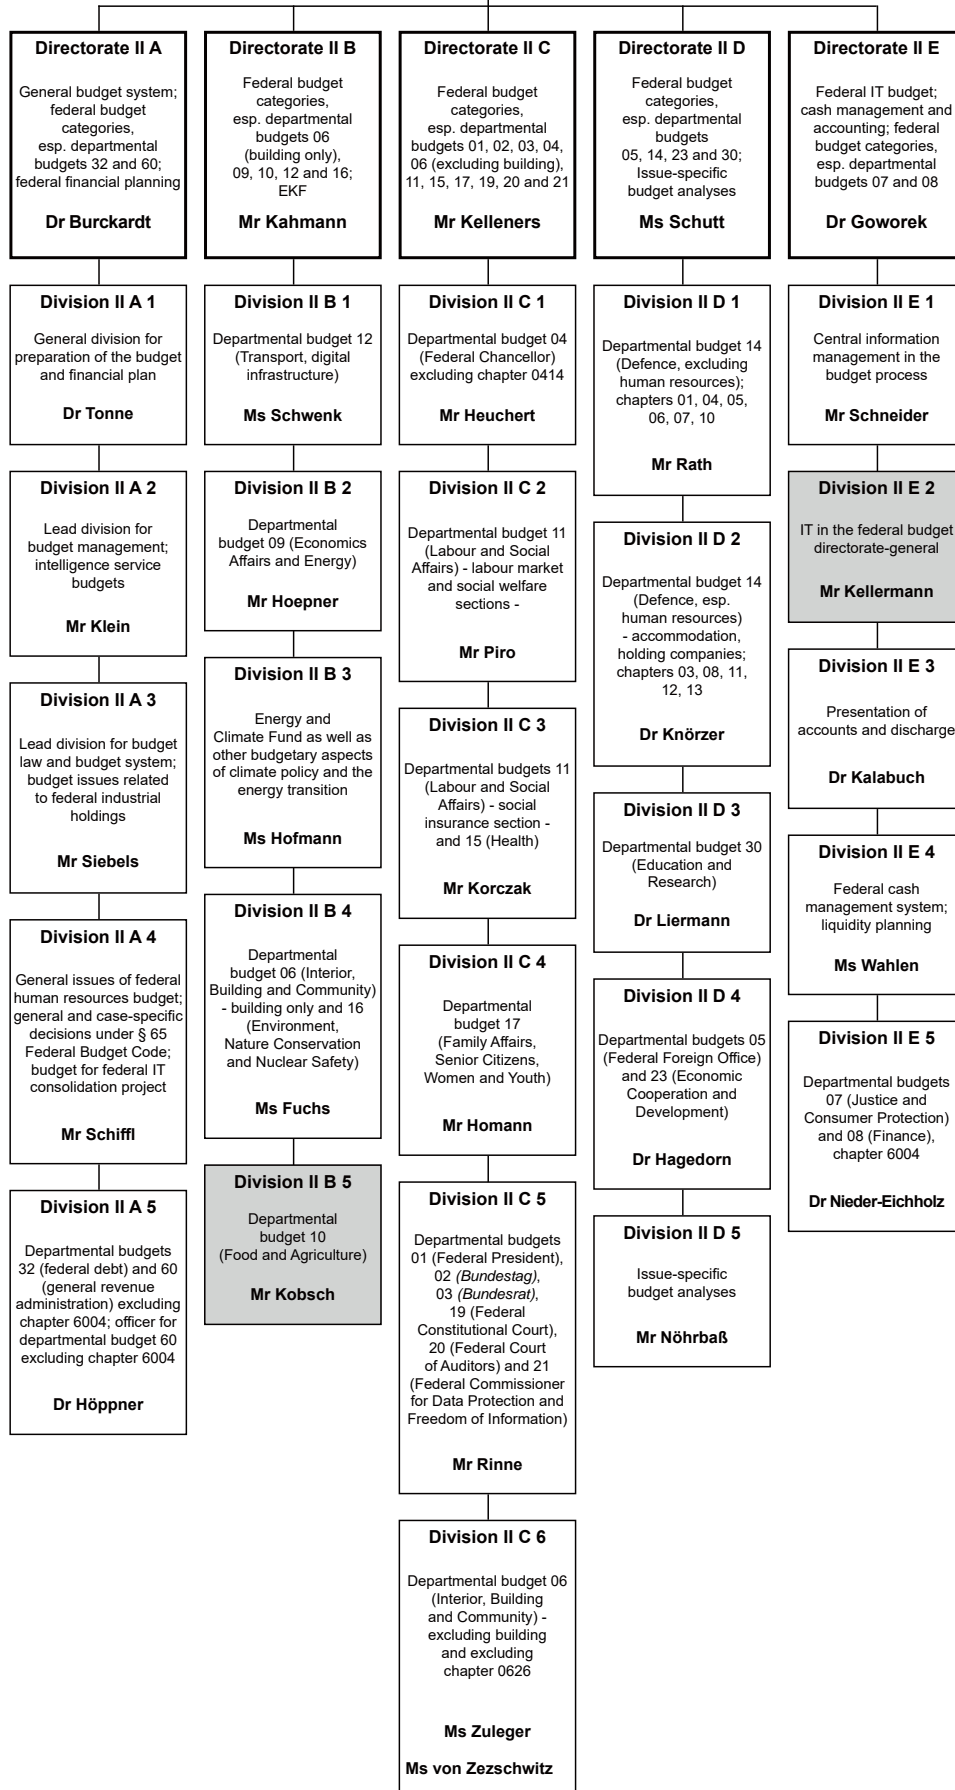 Directorate II A
General budget system;
federal budget
categories,
esp. departmental
budgets 32 and 60;
federal financial planning
Dr Burckardt
Division II A 1
General division for
preparation of the budget
and financial plan
Dr Tonne
Division II A 2
Lead division for
budget management;
intelligence service
budgets
Mr Klein
Division II A 3
Lead division for budget
law and budget system;
budget issues related
to federal industrial
holdings
Mr Siebels
Division II A 4
General issues of federal
human resources budget;
general and case-specific
decisions under § 65
Federal Budget Code;
budget for federal IT
consolidation project
Mr Schiffl
Division II A 5
Departmental budgets
32 (federal debt) and 60
(general revenue
administration) excluding
chapter 6004; officer for
departmental budget 60
excluding chapter 6004
Dr Höppner
Directorate II B
Federal budget
categories,
esp. departmental
budgets 06
(building only),
09, 10, 12 and 16;
EKF
Mr Kahmann
Division II B 1
Departmental budget 12
(Transport, digital
infrastructure)
Ms Schwenk
Division II B 2
Departmental
budget 09 (Economics
Affairs and Energy)
Mr Hoepner
Division II B 3
Energy and
Climate Fund as well as
other budgetary aspects
of climate policy and the
energy transition
Ms Hofmann
Division II B 4
Departmental
budget 06 (Interior,
Building and Community)
- building only and 16
(Environment,
Nature Conservation
and Nuclear Safety)
Ms Fuchs
Division II B 5
Departmental
budget 10
(Food and Agriculture)
Mr Kobsch
Directorate II C
Federal budget
categories,
esp. departmental
budgets 01, 02, 03, 04,
06 (excluding building),
11, 15, 17, 19, 20 and 21
Mr Kelleners
Division II C 1
Departmental budget 04
(Federal Chancellor)
excluding chapter 0414
Mr Heuchert
Division II C 2
Departmental budget 11
(Labour and Social
Affairs) - labour market
and social welfare
sections -
Mr Piro
Division II C 3
Departmental budgets 11
(Labour and Social
Affairs) - social
insurance section -
and 15 (Health)
Mr Korczak
Division II C 4
Departmental
budget 17
(Family Affairs,
Senior Citizens,
Women and Youth)
Mr Homann
Division II C 5
Departmental budgets
01 (Federal President),
02 (Bundestag),
03 (Bundesrat),
19 (Federal
Constitutional Court),
20 (Federal Court
of Auditors) and 21
(Federal Commissioner
for Data Protection and
Freedom of Information)
Mr Rinne
Division II C 6
Departmental budget 06
(Interior, Building
and Community) -
excluding building
and excluding
chapter 0626
Ms Zuleger
Ms von Zezschwitz
Directorate II D
Federal budget
categories,
esp. departmental
budgets
05, 14, 23 and 30;
Issue-specific
budget analyses
Ms Schutt
Division II D 1
Departmental budget 14
(Defence, excluding
human resources);
chapters 01, 04, 05,
06, 07, 10
Mr Rath
Division II D 2
Departmental budget 14
(Defence, esp.
human resources)
- accommodation,
holding companies;
chapters 03, 08, 11,
12, 13
Dr Knörzer
Division II D 3
Departmental budget 30
(Education and
Research)
Dr Liermann
Division II D 4
Departmental budgets 05
(Federal Foreign Office)
and 23 (Economic
Cooperation and
Development)
Dr Hagedorn
Division II D 5
Issue-specific
budget analyses
Mr Nöhrbaß
Directorate II E
Federal IT budget;
cash management and
accounting; federal
budget categories,
esp. departmental
budgets 07 and 08
Dr Goworek
Division II E 1
Central information
management in the
budget process
Mr Schneider
Division II E 2
IT in the federal budget
directorate-general
Mr Kellermann
Division II E 3
Presentation of
accounts and discharge
Dr Kalabuch
Division II E 4
Federal cash
management system;
liquidity planning
Ms Wahlen
Division II E 5
Departmental budgets
07 (Justice and
Consumer Protection)
and 08 (Finance),
chapter 6004
Dr Nieder-Eichholz